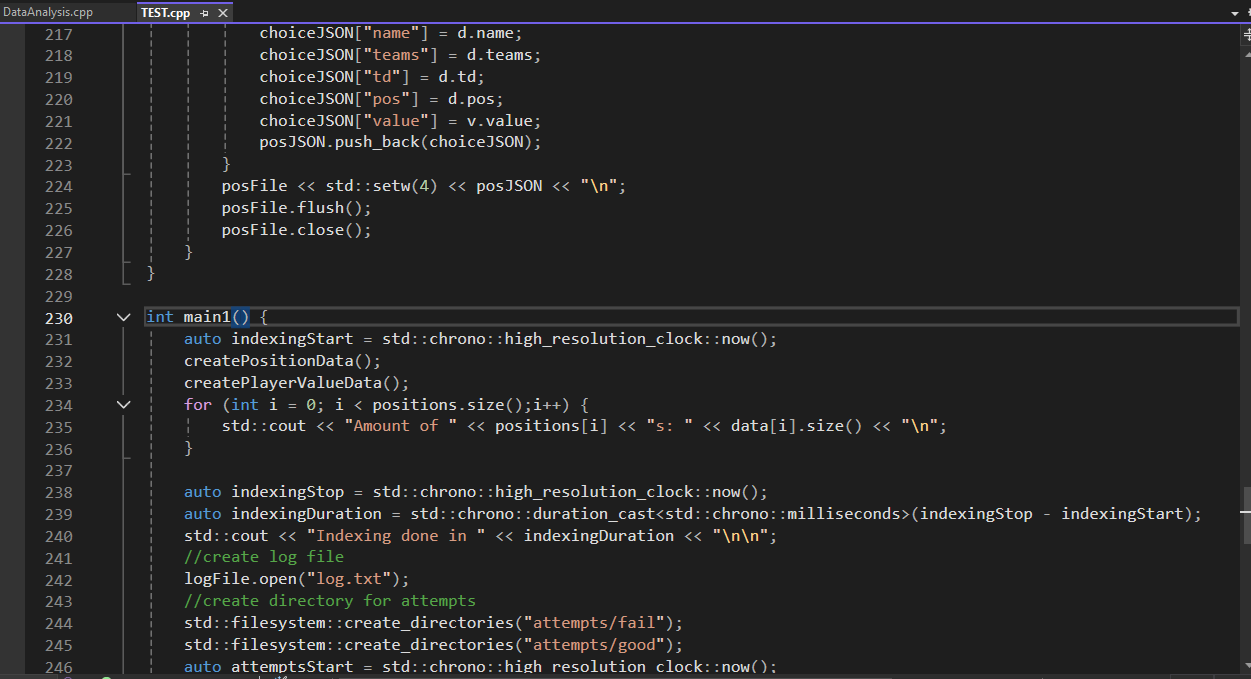 DataAnalysis.cpp TEST.cpp
217 choiceJSON["name"] = d.name;
218 choiceJSON["teams"] = d.teams;
219 choiceJSON["td"] = d.td;
220 choiceJSON["pos"] = d.pos;
221 choiceJSON["value"] = v.value;
222 posJSON.push_back(choiceJSON);
223 }
224 posFile << std::setw(4) << posJSON << "\n";
225 posFile.flush();
226 posFile.close();
227 }
228 }
229
230 int main1() {
231 auto indexingStart = std::chrono::high_resolution_clock::now();
232 createPositionData();
233 createPlayerValueData();
234 for (int i = 0; i < positions.size();i++) {
235 std::cout << "Amount of " << positions[i] << "s: " << data[i].size() << "\n";
236 }
237
238 auto indexingStop = std::chrono::high_resolution_clock::now();
239 auto indexingDuration = std::chrono::duration_cast<std::chrono::milliseconds>(indexingStop - indexingStart);
240 std::cout << "Indexing done in " << indexingDuration << "\n\n";
241 //create log file
242 logFile.open("log.txt");
243 //create directory for attempts
244 std::filesystem::create_directories("attempts/fail");
245 std::filesystem::create_directories("attempts/good");
246 auto attemptsStart = std::chrono::high_resolution_clock::now();